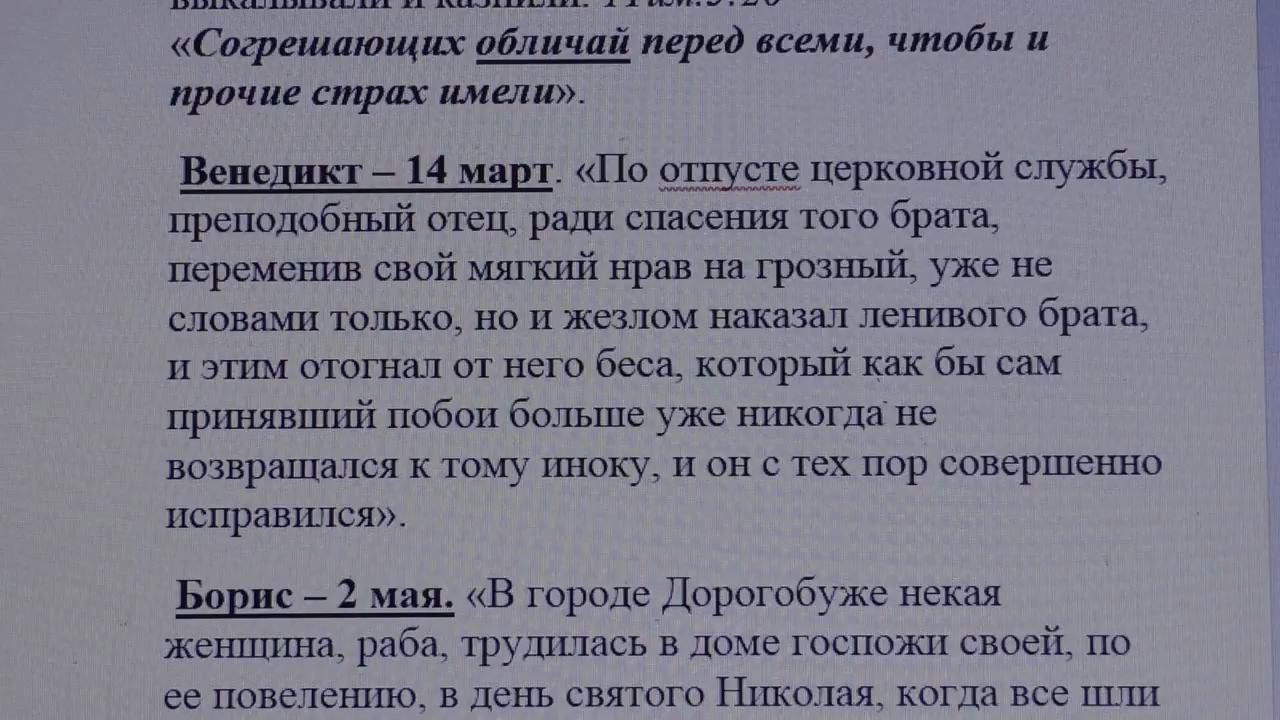 «Согрешающих обличай перед всеми, чтобы и
прочие страх имели».
Венедикт – 14 март. «По отпусте церковной службы,
преподобный отец, ради спасения того брата,
переменив свой мягкий нрав на грозный, уже не
словами только, но и жезлом наказал ленивого брата,
и этим отогнал от него беса, который как бы сам
принявший побои больше уже никогда не
возвращался к тому иноку, и он с тех пор совершенно
исправился».
Борис – 2 мая. «В городе Дорогобуже некая
женщина, раба, трудилась в доме госпожи своей, по
ее повелению, в день святого Николая, когда все шли